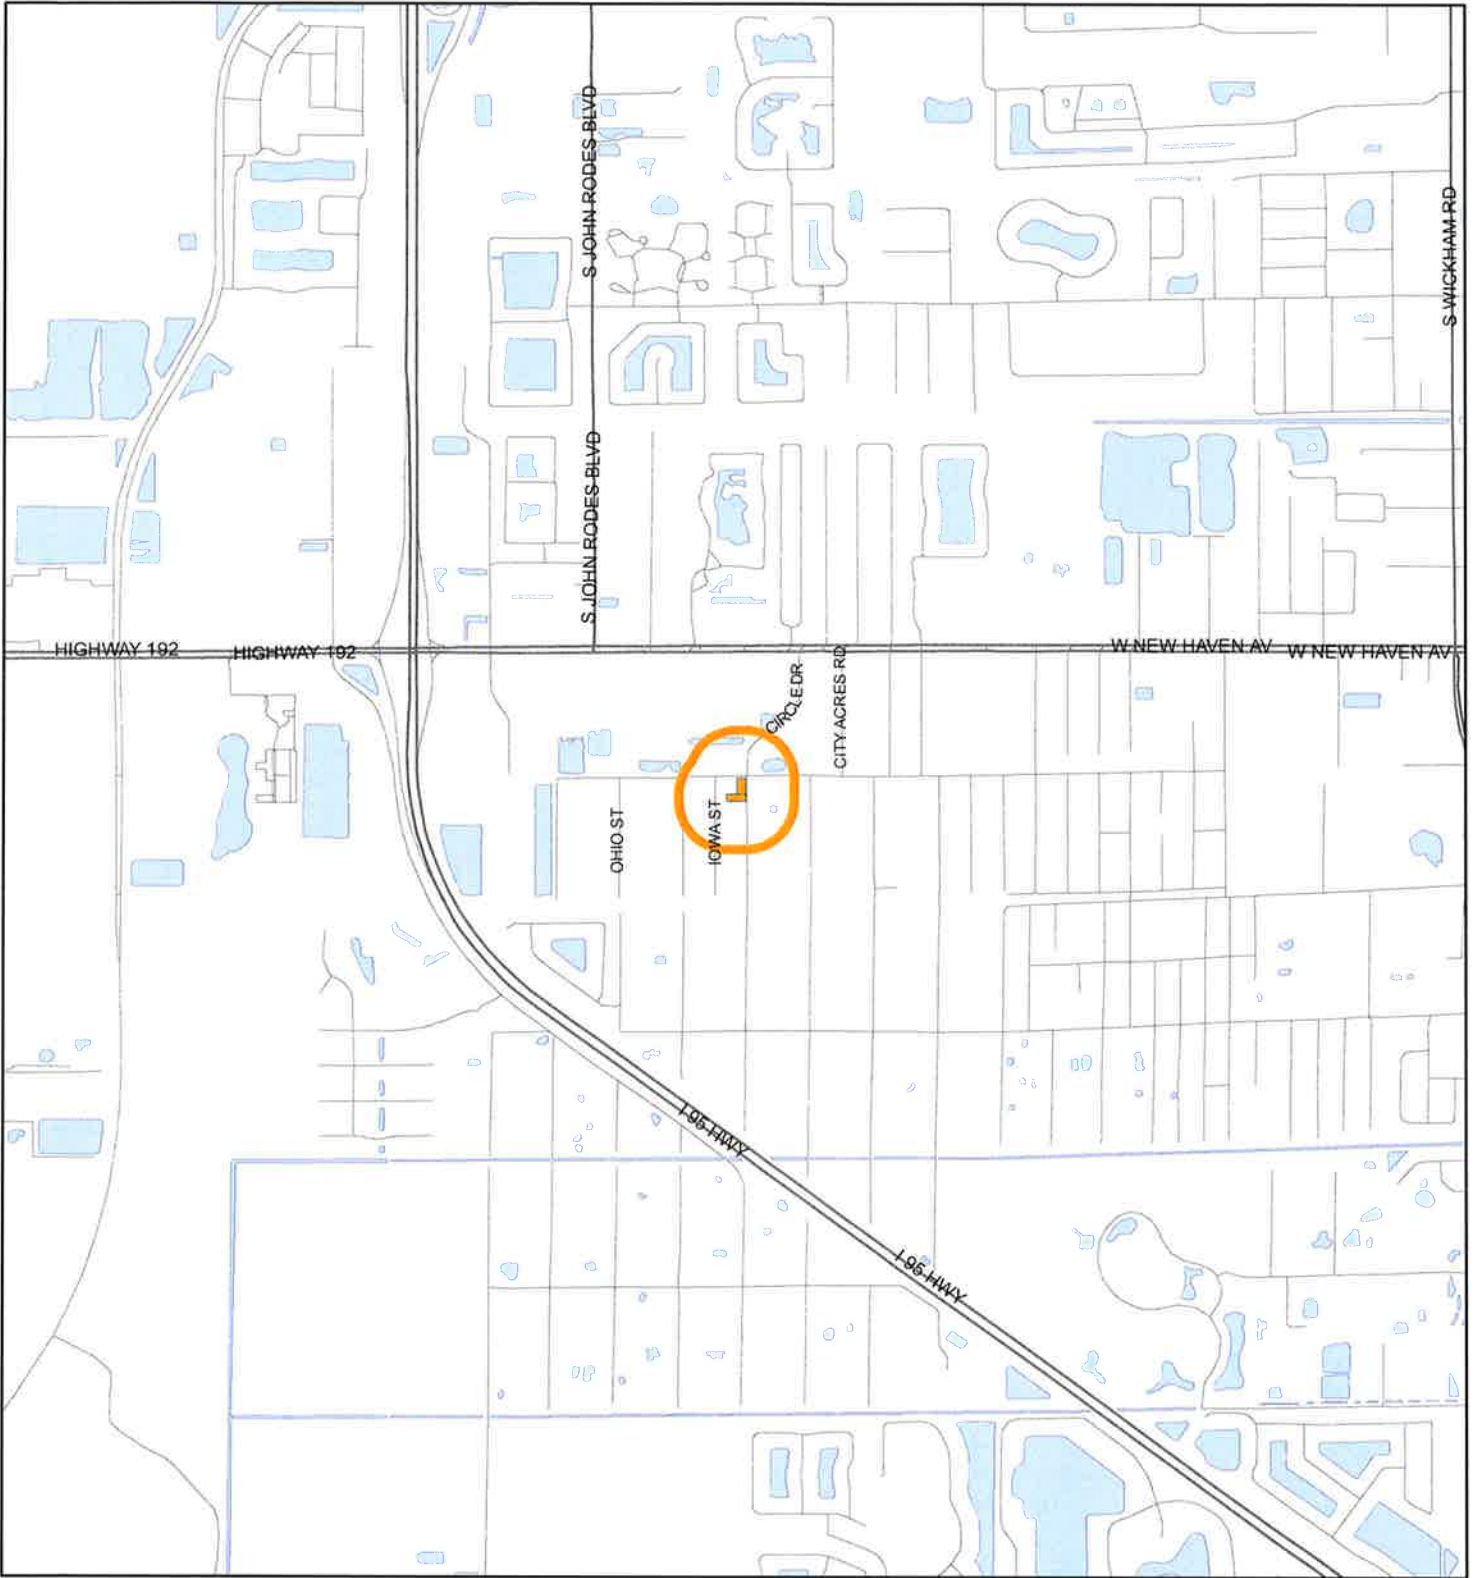 S JOHN RODES BLVD
S WICKHAM RD
S JOHN RODES BLVD
HIGHWAY 192
HIGHWAY 192
W NEW HAVEN AV
W NEW HAVEN AV
CIRCLE DR
CITY ACRES RD
OHIO ST
IOWA ST
I 95 HWY
I 95 HWY